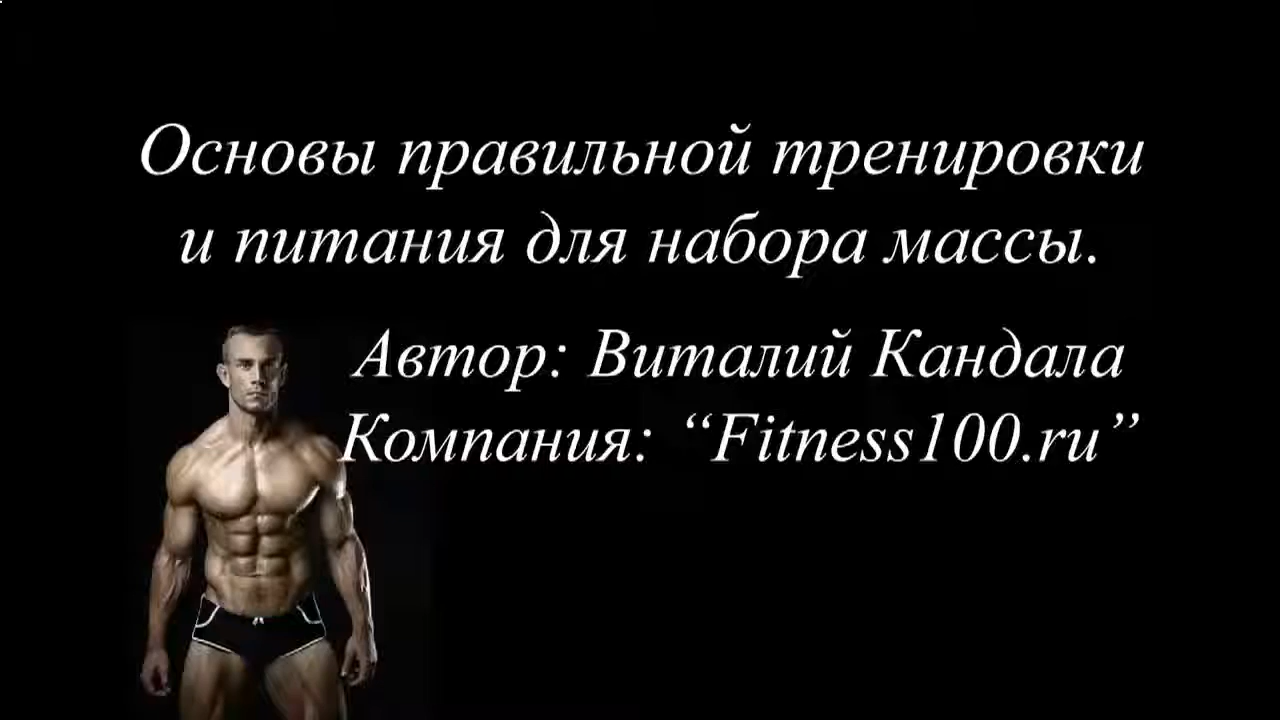 Основы правильной тренировки
и питания для набора массы.
Автор: Виталий Кандала
Компания: “Fitness100.ru”